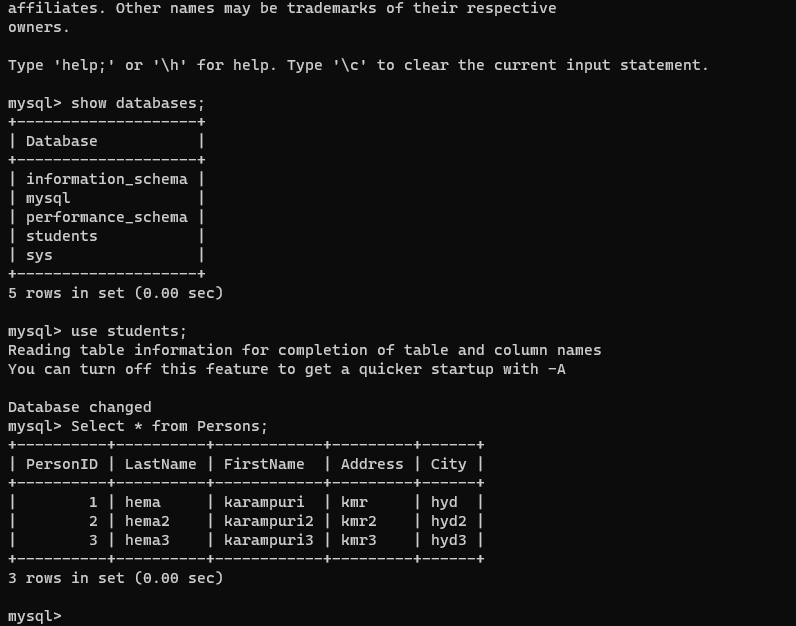 affiliates. Other names may be trademarks of their respective
owners.
Type 'help;' or '\h' for help. Type '\c' to clear the current input statement.
mysql> show databases;
+--------------------+
| Database           |
+--------------------+
| information_schema |
| mysql              |
| performance_schema |
| students           |
| sys                |
+--------------------+
5 rows in set (0.00 sec)
mysql> use students;
Reading table information for completion of table and column names
You can turn off this feature to get a quicker startup with -A
Database changed
mysql> Select * from Persons;
+----------+----------+------------+---------+------+
| PersonID | LastName | FirstName  | Address | City |
+----------+----------+------------+---------+------+
|        1 | hema     | karampuri  | kmr     | hyd  |
|        2 | hema2    | karampuri2 | kmr2    | hyd2 |
|        3 | hema3    | karampuri3 | kmr3    | hyd3 |
+----------+----------+------------+---------+------+
3 rows in set (0.00 sec)
mysql>